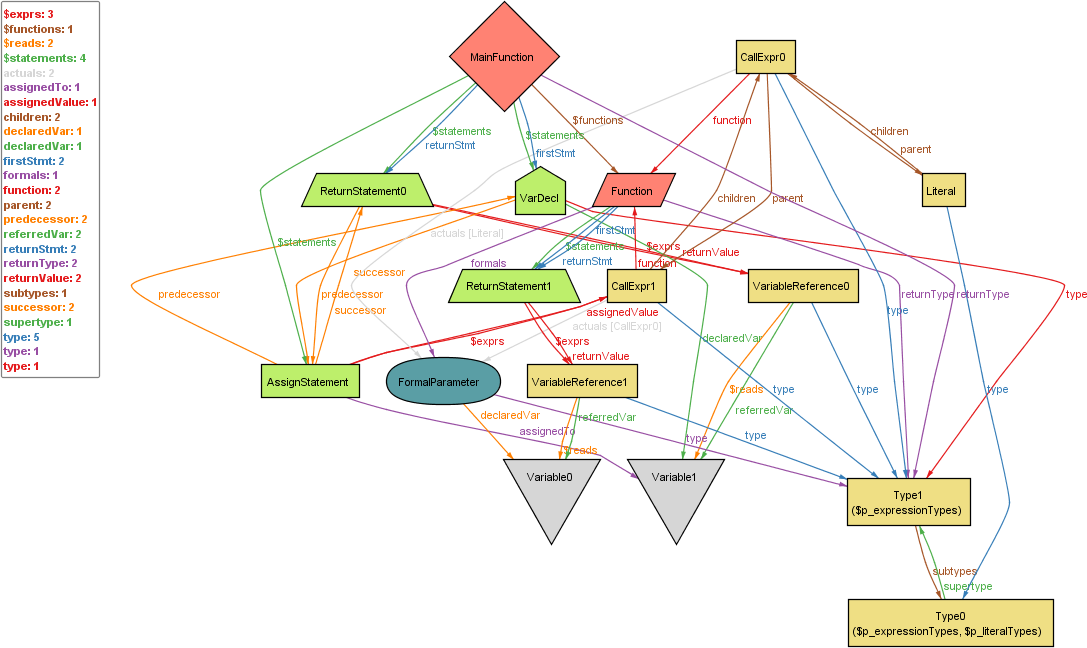 $exprs: 3
$functions: 1
$reads: 2
$statements: 4
actuals: 2
assignedTo: 1
assignedValue: 1
children: 2
declaredVar: 1
declaredVar: 1
firstStmt: 2
formals: 1
function: 2
parent: 2
predecessor: 2
referredVar: 2
returnStmt: 2
returnType: 2
returnValue: 2
subtypes: 1
successor: 2
supertype: 1
type: 5
type: 1
type: 1
MainFunction
CallExpr0
$functions
function
$statements
$statements
children
returnStmt
firstStmt
parent
ReturnStatement0
VarDecl
Function
Literal
children
parent
actuals [Literal]
firstStmt
$statements
$statements
$exprs
returnValue
formals
returnStmt
function
successor
ReturnStatement1
CallExpr1
VariableReference0
predecessor
predecessor
returnType
returnType
type
successor
assignedValue
type
actuals [CallExpr0]
$exprs
$exprs
declaredVar
returnValue
AssignStatement
FormalParameter
VariableReference1
$reads
type
type
type
declaredVar
referredVar
referredVar
assignedTo
type
type
$reads
Variable0
Variable1
Type1
($p_expressionTypes)
subtypes
supertype
Type0
($p_expressionTypes, $p_literalTypes)